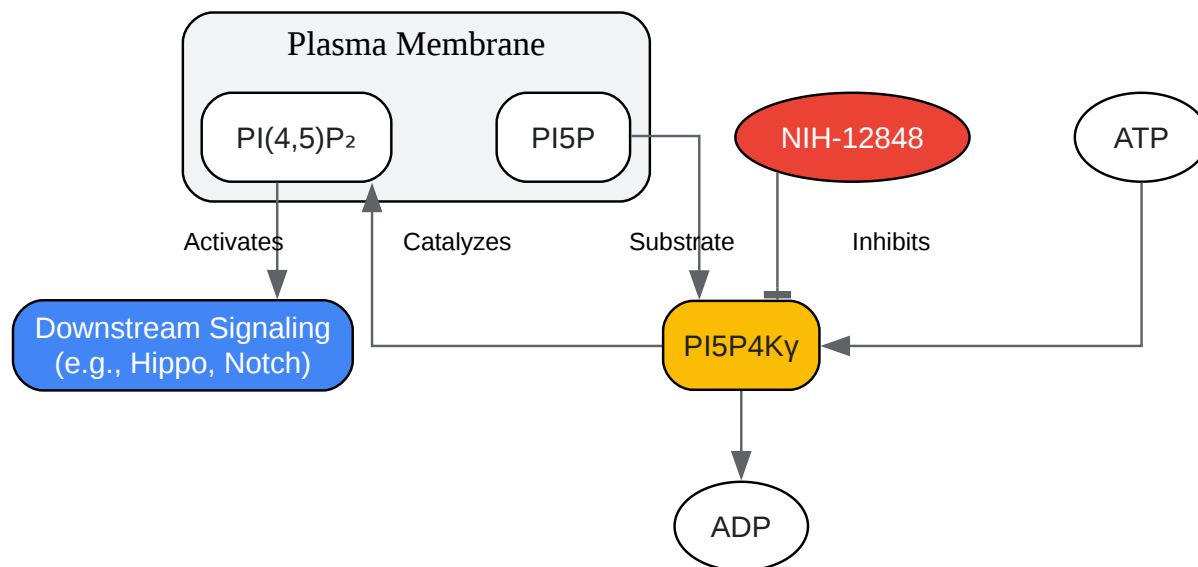 Plasma Membrane
PI(4,5)P₂
PI5P
NIH-12848
ATP
Activates
Catalyzes
Substrate
Inhibits
Downstream Signaling
(e.g., Hippo, Notch)
PI5P4Kγ
ADP